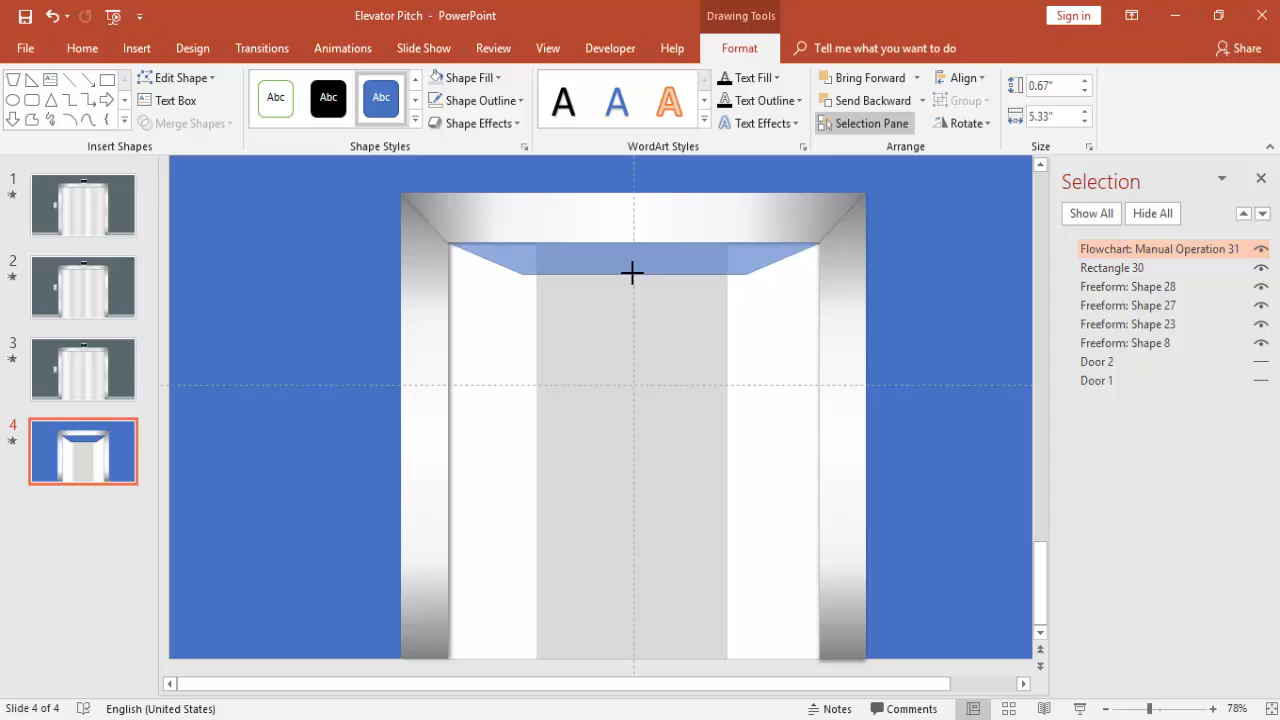 Elevator Pitch - PowerPoint
Drawing Tools
Sign in
File
Home
Insert
Design
Transitions
Animations
Slide Show
Review
View
Developer
Help
Format
Tell me what you want to do
Share
Edit Shape
Text Box
Merge Shapes
Insert Shapes
Abc
Abc
Abc
Shape Fill
Shape Outline
Shape Effects
Shape Styles
A
A
A
Text Fill
Text Outline
Text Effects
WordArt Styles
Bring Forward
Send Backward
Selection Pane
Align
Group
Rotate
Arrange
0.67"
5.33"
Size
1
2
3
4
Selection
Show All
Hide All
Flowchart: Manual Operation 31
Rectangle 30
Freeform: Shape 28
Freeform: Shape 27
Freeform: Shape 23
Freeform: Shape 8
Door 2
Door 1
Slide 4 of 4
English (United States)
Notes
Comments
78%